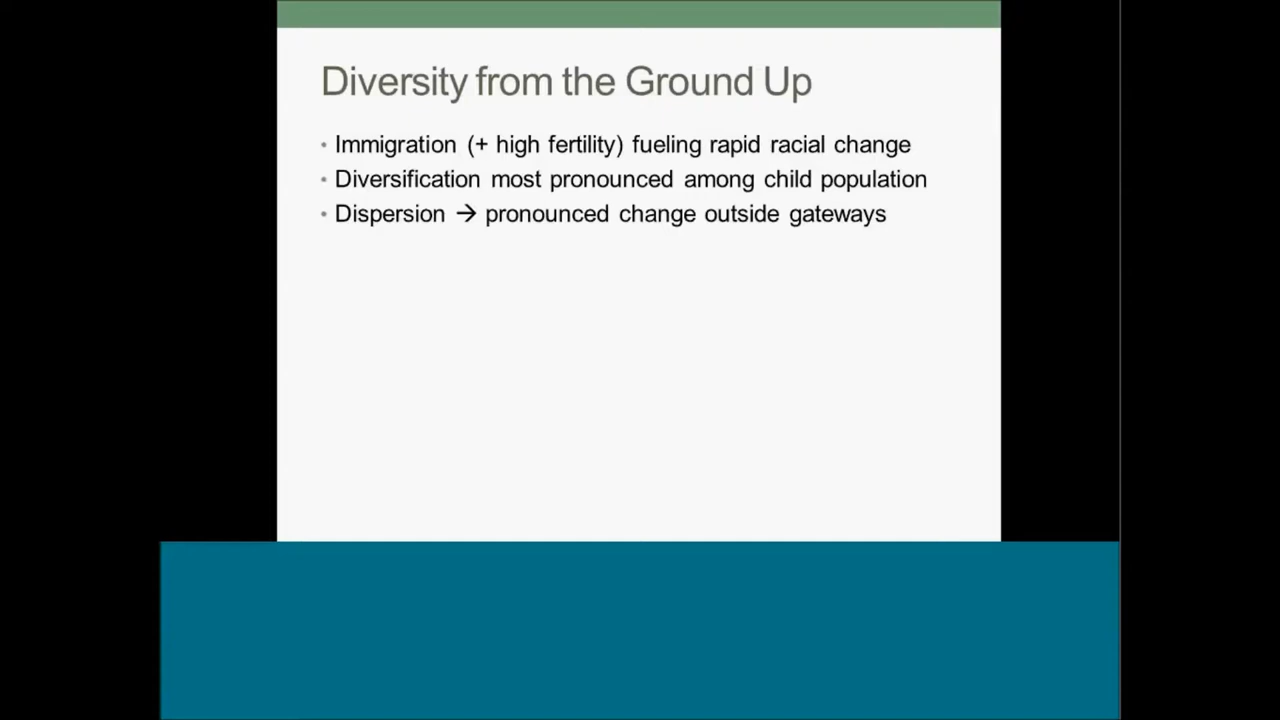 Diversity from the Ground Up
• Immigration (+ high fertility) fueling rapid racial change
• Diversification most pronounced among child population
• Dispersion → pronounced change outside gateways